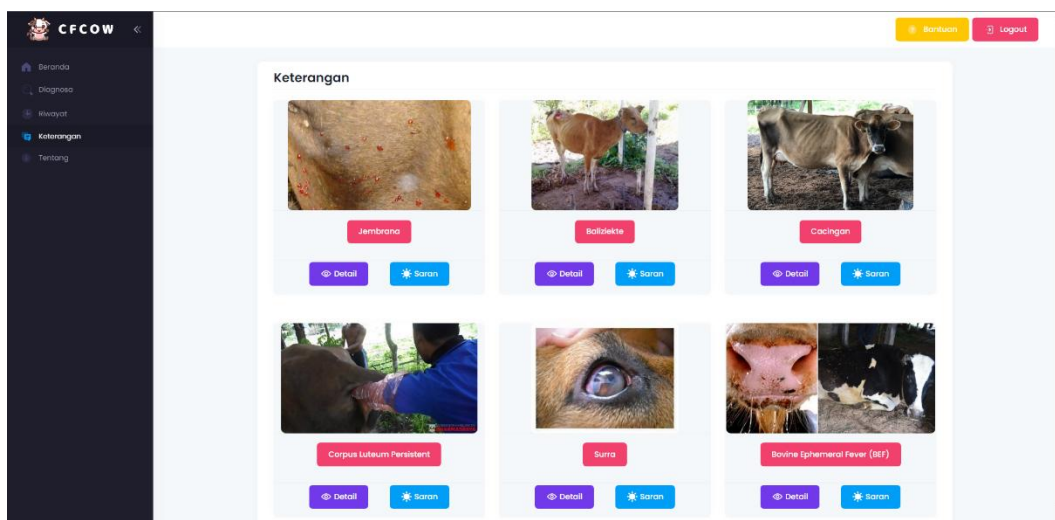 CFCOW
Bantuan
Logout
Beranda
Diagnosa
Riwayat
Keterangan
Tentang
Keterangan
Jembrana
Baliziekte
Cacingan
Detail
Saran
Detail
Saran
Detail
Saran
Corpus Luteum Persistent
Surra
Bovine Ephemeral Fever (BEF)
Detail
Saran
Detail
Saran
Detail
Saran